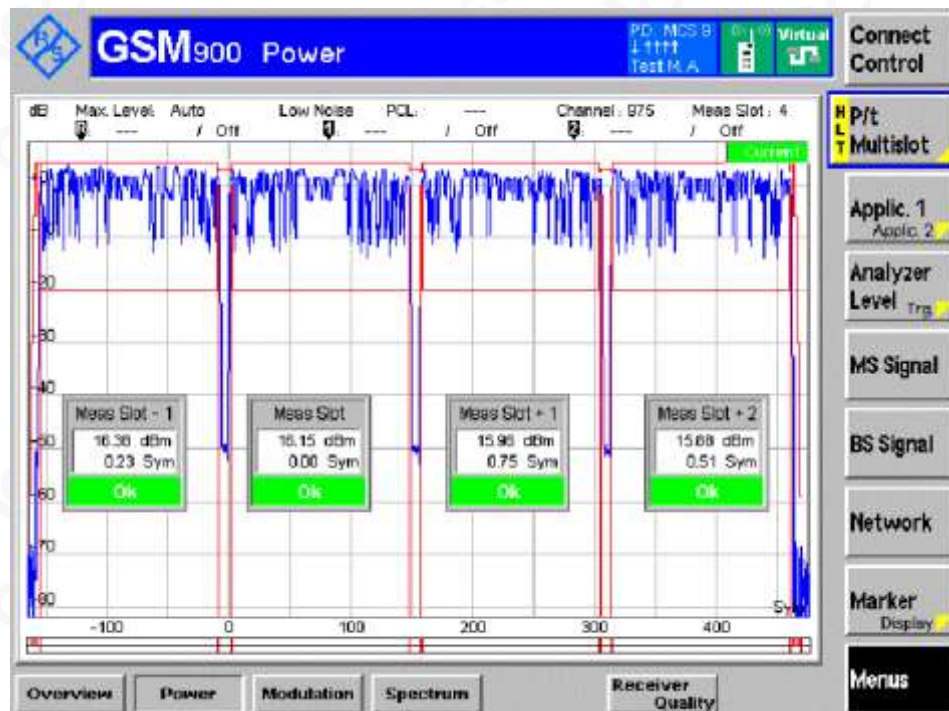 GSM900 Power
PD: MCS 9
Test M. A.
Virtual
Connect
Control
dB Max. Level: Auto Low Noise PCL: --- Channel : 975 Meas Slot : 4
--- / Off 1 --- / Off 2 --- / Off
Current
H
L
T
P/t
Multislot
Applic. 1
Applic. 2
Analyzer
Level Trg.
MS Signal
BS Signal
Network
Marker
Display
Menus
-20
-30
-40
-60
-70
-80
Meas Slot - 1
16.36 dBm
0.23 Sym
Ok
Meas Slot
16.15 dBm
0.00 Sym
Ok
Meas Slot + 1
15.96 dBm
0.75 Sym
Ok
Meas Slot + 2
15.68 dBm
0.51 Sym
Ok
-100 0 100 200 300 400
Overview
Power
Modulation
Spectrum
Receiver
Quality